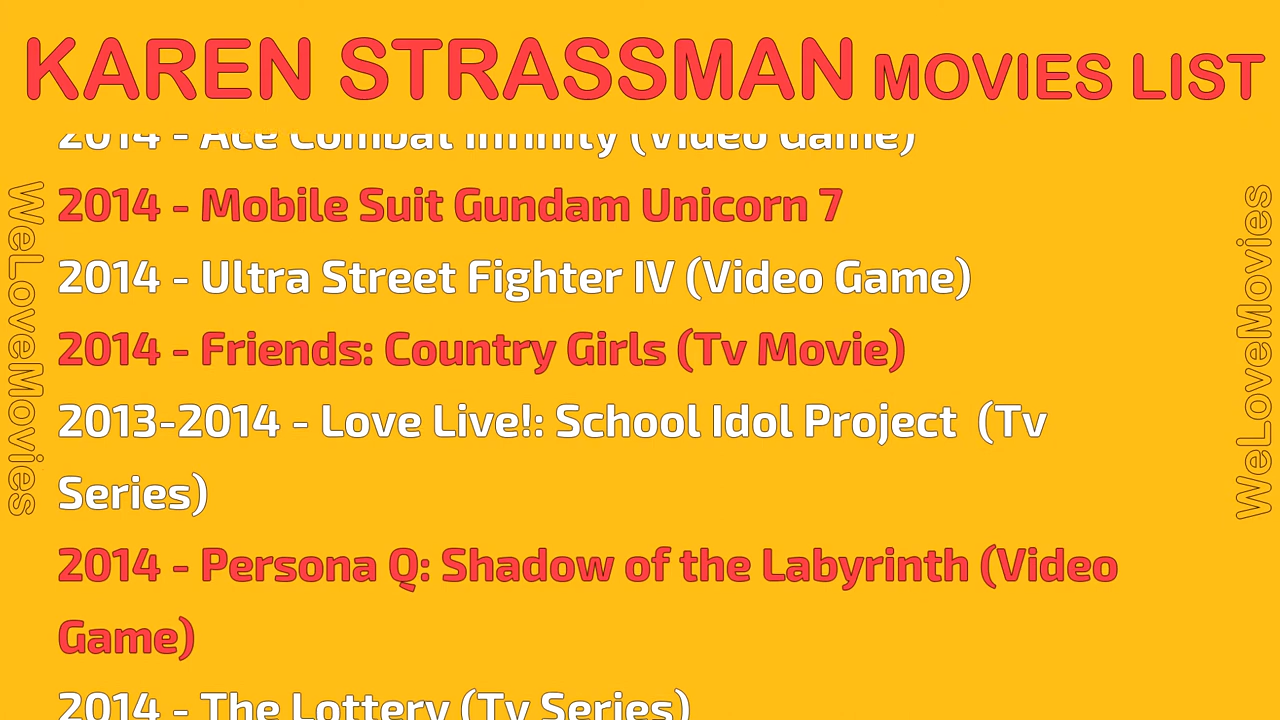 KAREN STRASSMAN MOVIES LIST
2014 - Ace Combat Infinity (Video Game)
2014 - Mobile Suit Gundam Unicorn 7
2014 - Ultra Street Fighter IV (Video Game)
2014 - Friends: Country Girls (Tv Movie)
2013-2014 - Love Live!: School Idol Project (Tv
Series)
2014 - Persona Q: Shadow of the Labyrinth (Video
Game)
2014 - The Lottery (Tv Series)
WeLoveMovies
WeLoveMovies